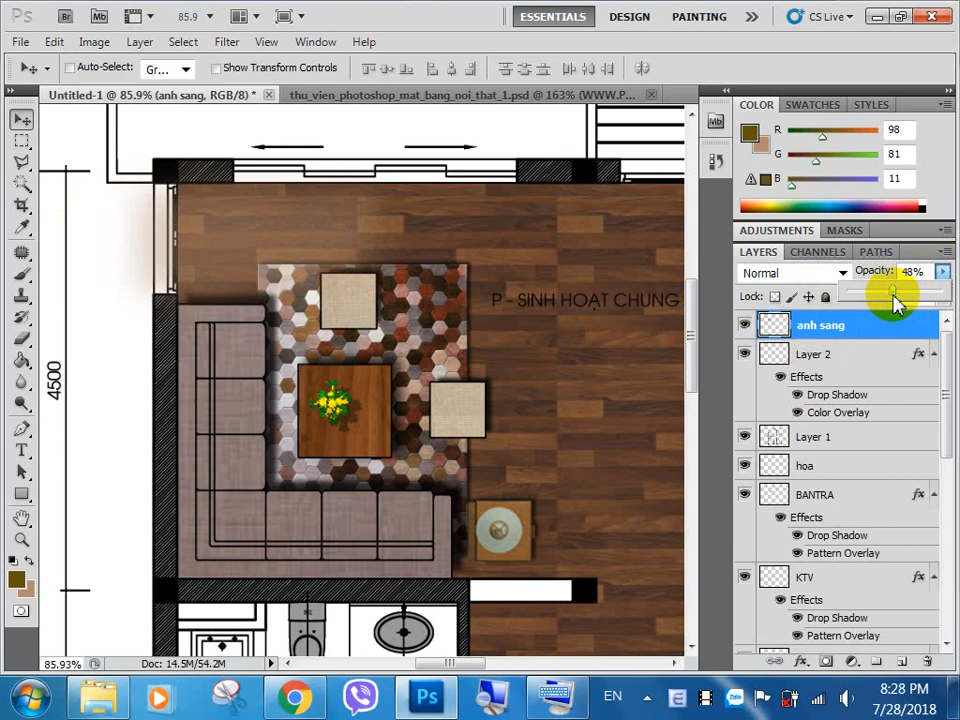 Ps Br Mb 85.9 ESSENTIALS DESIGN PAINTING CS Live
File Edit Image Layer Select Filter View Window Help
Auto-Select: Gr... Show Transform Controls
Untitled-1 @ 85.9% (anh sang, RGB/8) * thu_vien_photoshop_mat_bang_noi_that_1.psd @ 163% (WWW.P...
COLOR SWATCHES STYLES
R 98
G 81
B 11
ADJUSTMENTS MASKS
LAYERS CHANNELS PATHS
Normal Opacity: 48%
Lock:
anh sang
Layer 2 fx
Effects
Drop Shadow
Color Overlay
Layer 1
hoa
BANTRA fx
Effects
Drop Shadow
Pattern Overlay
KTV fx
Effects
Drop Shadow
Pattern Overlay
P - SINH HOẠT CHUNG
4500
85.93% Doc: 14.5M/54.2M
EN 8:28 PM
7/28/2018